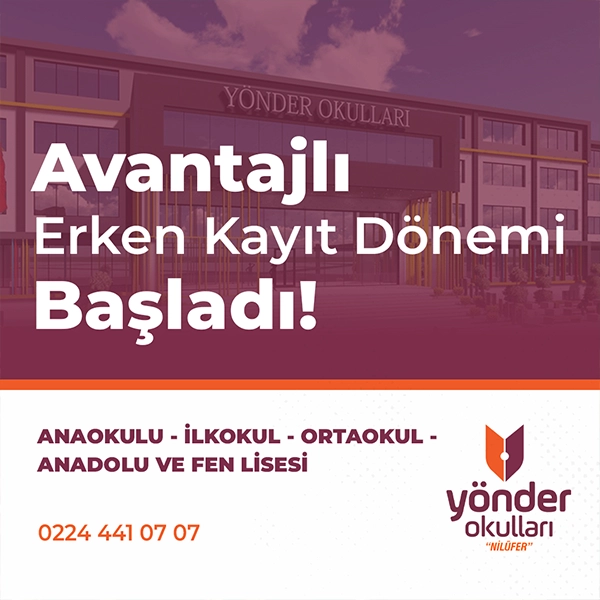 YÖNDER OKULLARI
Avantajlı
Erken Kayıt Dönemi
Başladı!
ANAOKULU - İLKOKUL - ORTAOKUL -
ANADOLU VE FEN LİSESİ
0224 441 07 07
yönder
okulları
"NİLÜFER"